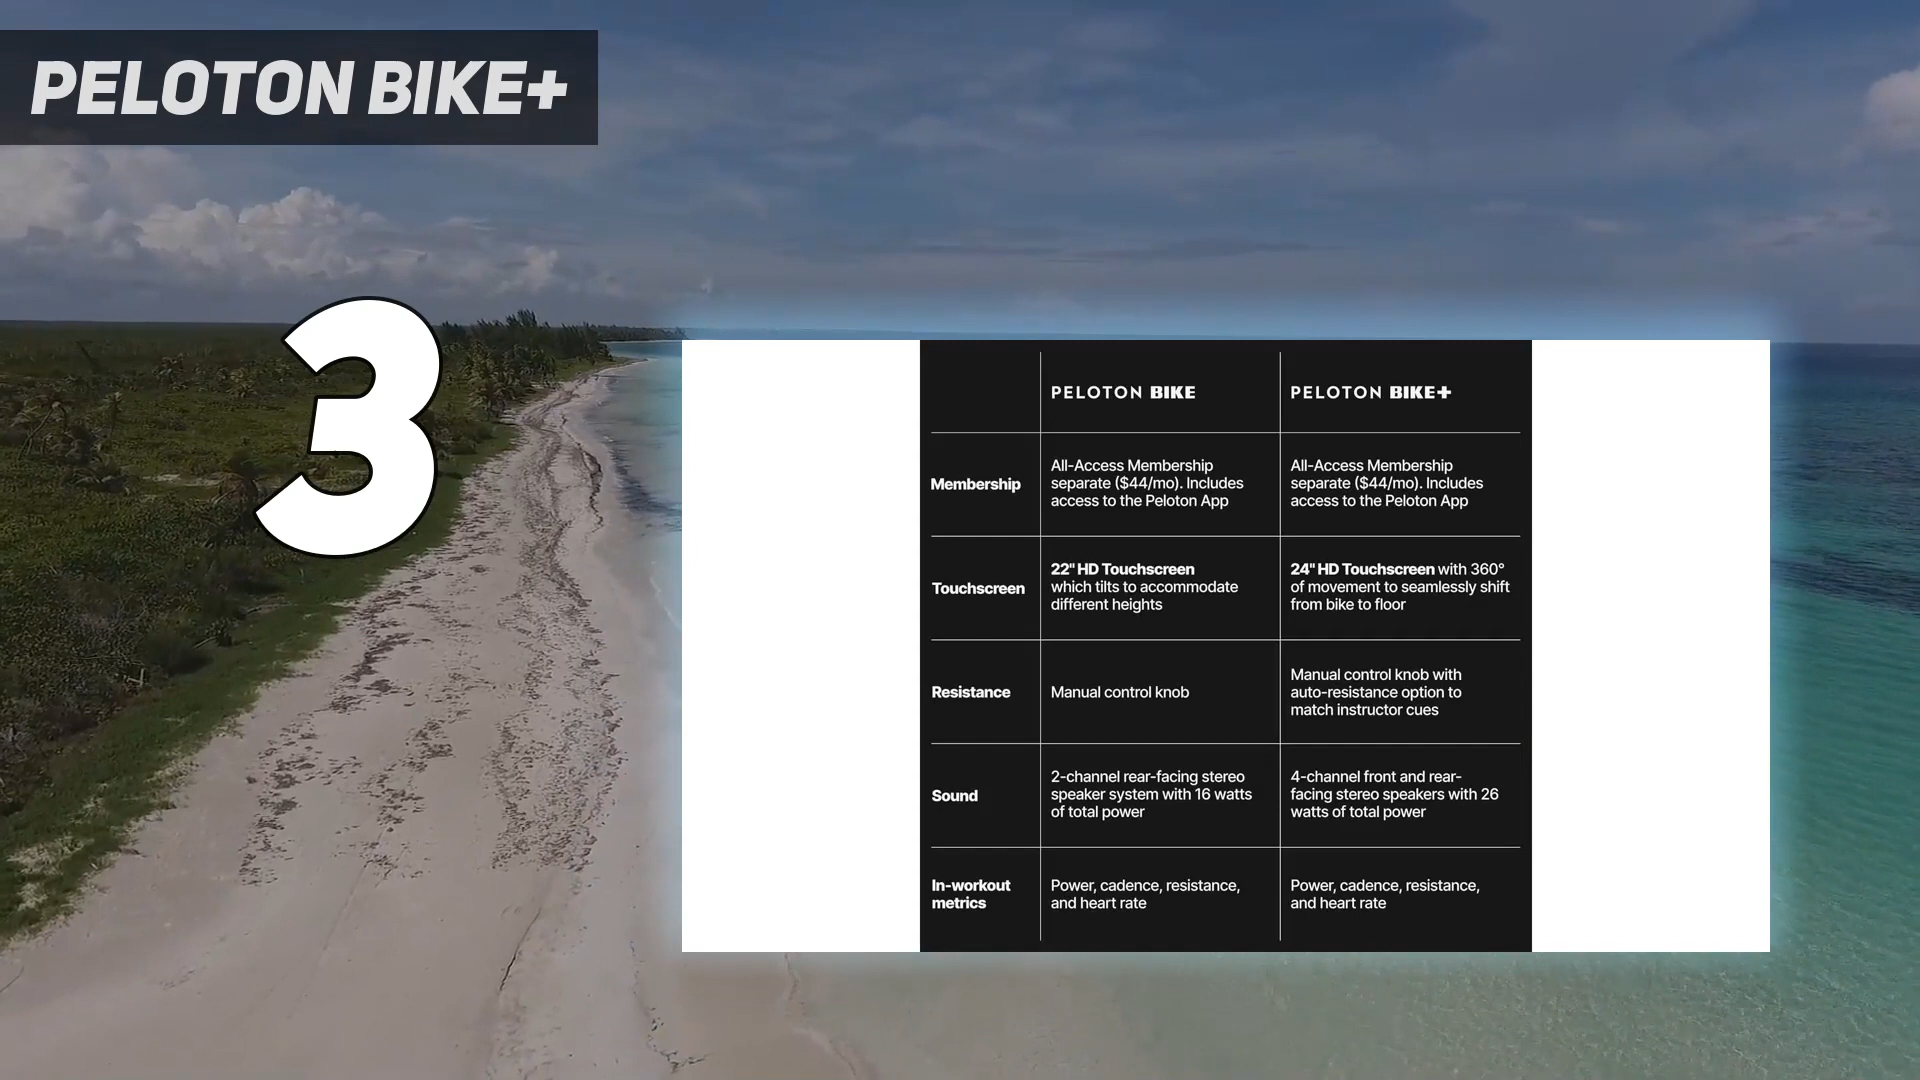 PELOTON BIKE+
3
PELOTON BIKE
PELOTON BIKE+
Membership
All-Access Membership
separate ($44/mo). Includes
access to the Peloton App
All-Access Membership
separate ($44/mo). Includes
access to the Peloton App
Touchscreen
22" HD Touchscreen
which tilts to accommodate
different heights
24" HD Touchscreen with 360°
of movement to seamlessly shift
from bike to floor
Resistance
Manual control knob
Manual control knob with
auto-resistance option to
match instructor cues
Sound
2-channel rear-facing stereo
speaker system with 16 watts
of total power
4-channel front and rear-
facing stereo speakers with 26
watts of total power
In-workout
metrics
Power, cadence, resistance,
and heart rate
Power, cadence, resistance,
and heart rate